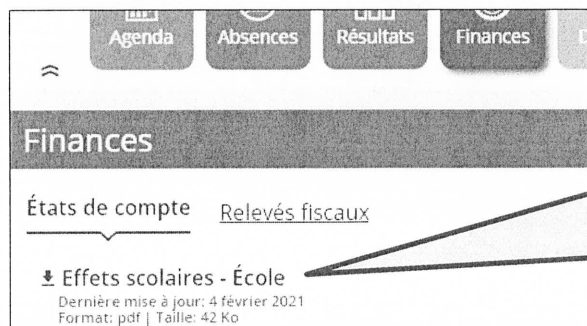 Agenda Absences Résultats Finances
Finances
États de compte Relevés fiscaux
Effets scolaires - École
Dernière mise à jour: 4 février 2021
Format: pdf | Taille: 42 Ko